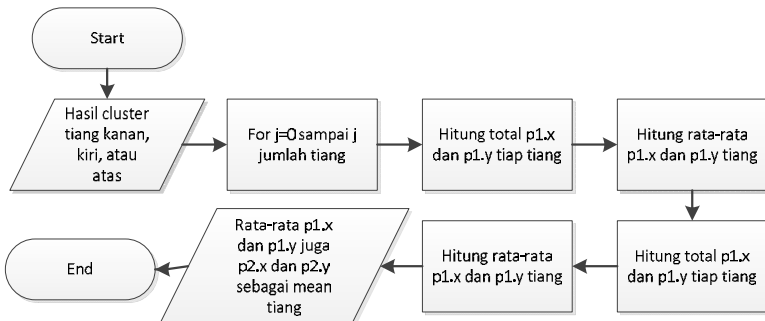 Start
Hasil cluster
tiang kanan,
kiri, atau
atas
For j=0 sampai j
jumlah tiang
Hitung total p1.x
dan p1.y tiap tiang
Hitung rata-rata
p1.x dan p1.y tiang
Hitung total p1.x
dan p1.y tiap tiang
Hitung rata-rata
p1.x dan p1.y tiang
Rata-rata p1.x
dan p1.y juga
p2.x dan p2.y
sebagai mean
tiang
End